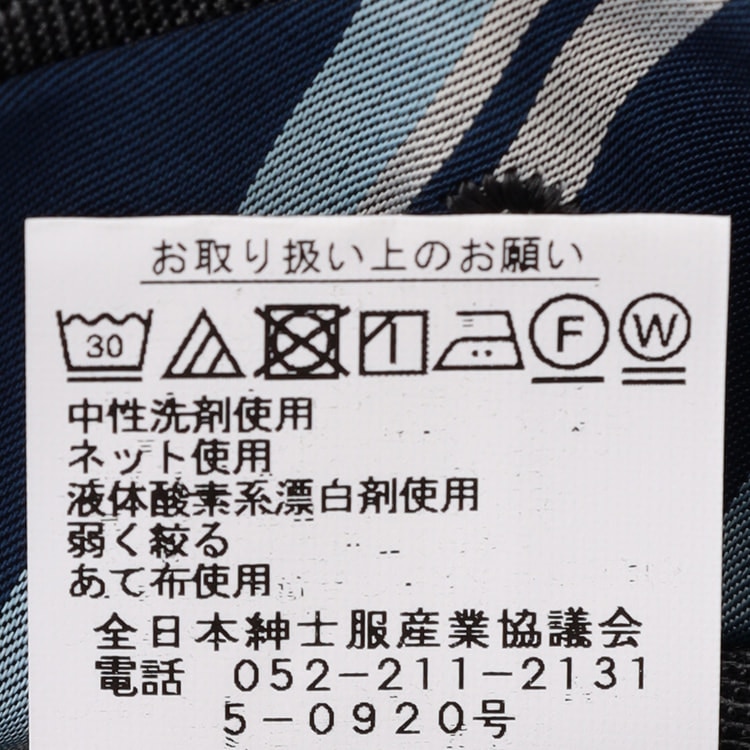 お取り扱い上のお願い
30 F W
中性洗剤使用
ネット使用
液体酸素系漂白剤使用
弱く絞る
あて布使用
全日本紳士服産業協議会
電話 052-211-2131
5-0920号